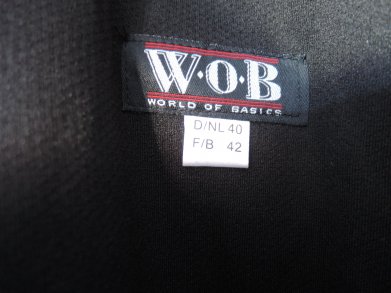 W·O·B
WORLD OF BASICS
D/NL 40
F/B 42